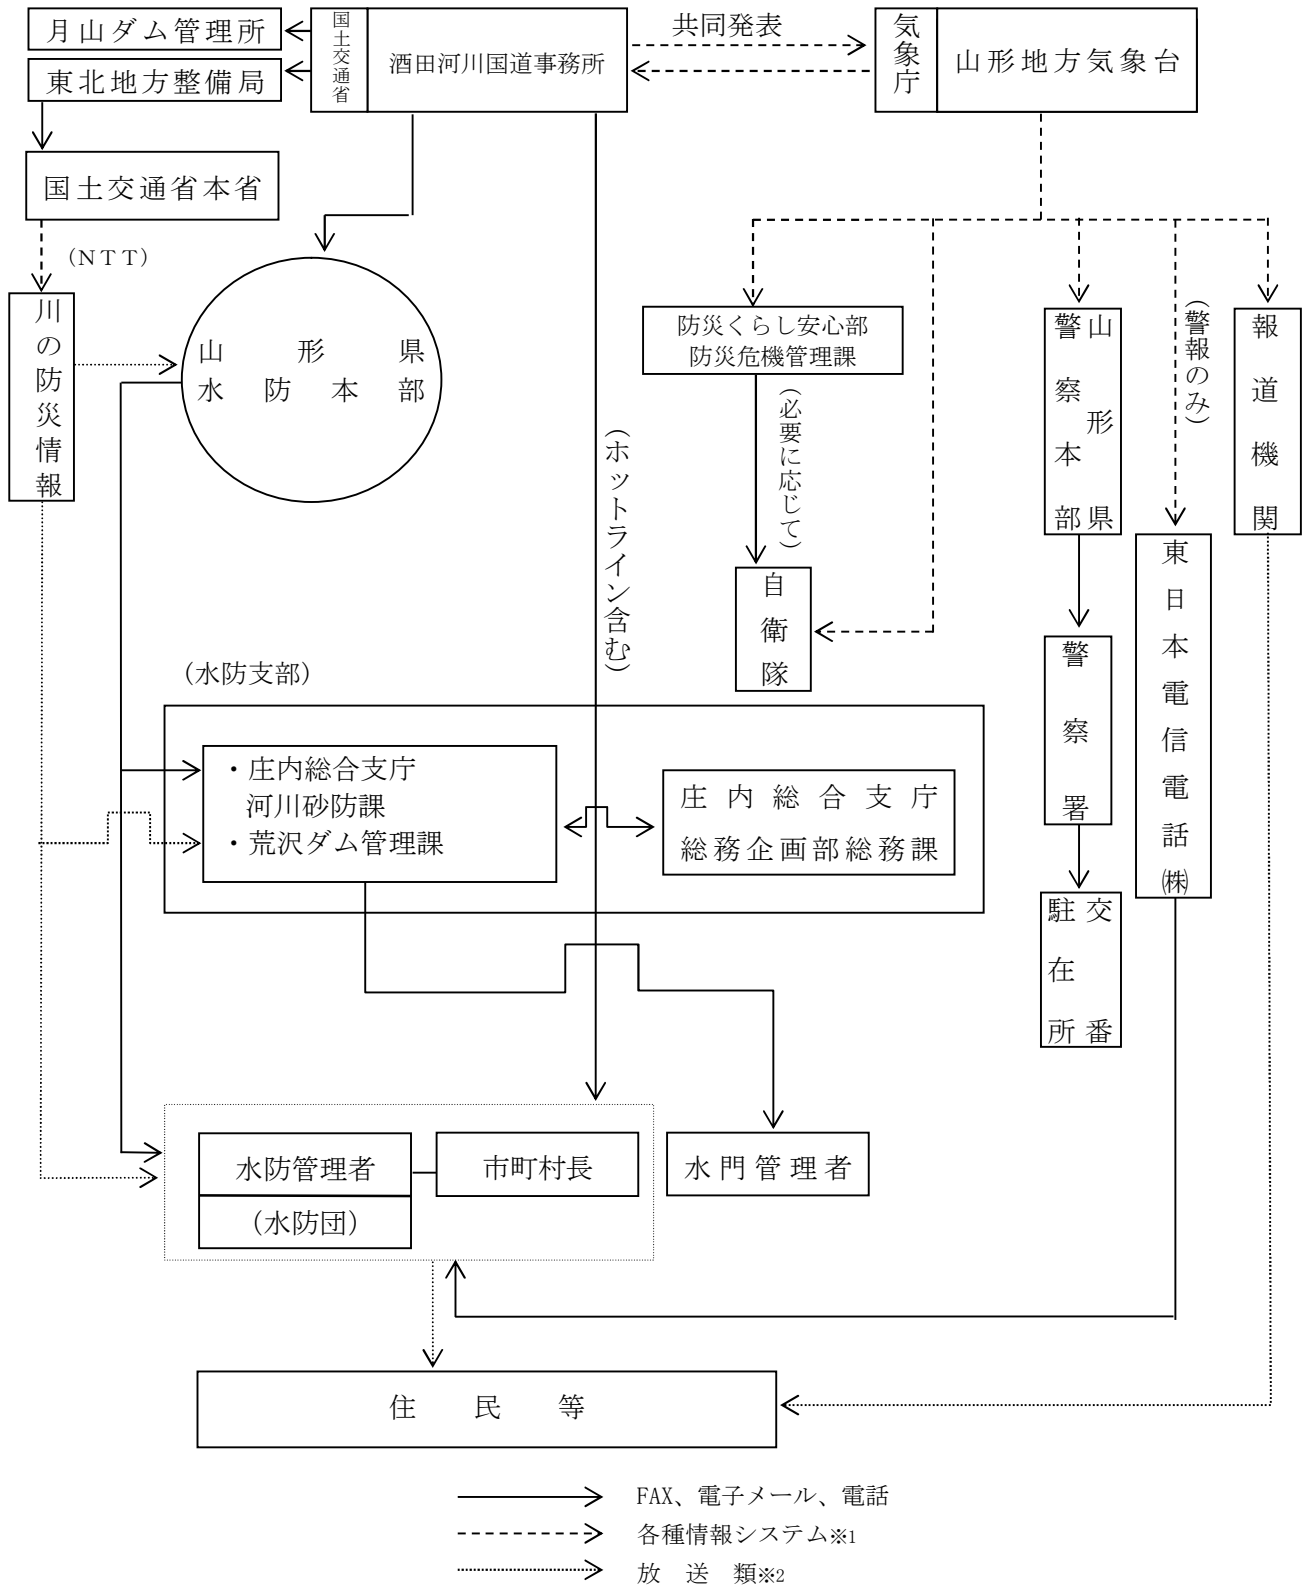 月山ダム管理所
東北地方整備局
国土交通省
酒田河川国道事務所
共同発表
気象庁
山形地方気象台
国土交通省本省
（NTT）
川の防災情報
山形県
水防本部
防災くらし安心部
防災危機管理課
（必要に応じて）
自衛隊
（ホットライン含む）
山形県
警察本部
（警報のみ）
報道機関
東日本電信電話㈱
警察署
交番
駐在所
（水防支部）
・庄内総合支庁
河川砂防課
・荒沢ダム管理課
庄内総合支庁
総務企画部総務課
水防管理者
（水防団）
市町村長
水門管理者
住民等
FAX、電子メール、電話
各種情報システム※1
放送類※2